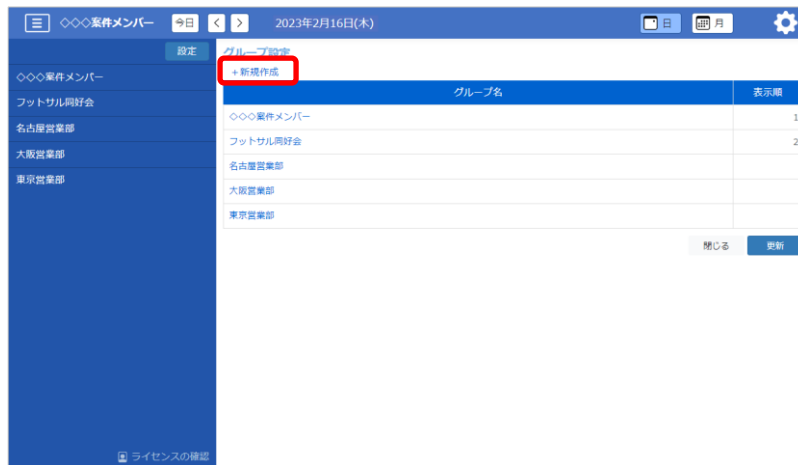 ◇◇◇案件メンバー 今日 < > 2023年2月16日(木) 日 月
設定
◇◇◇案件メンバー
フットサル同好会
名古屋営業部
大阪営業部
東京営業部
ライセンスの確認
グループ設定
+新規作成
グループ名 表示順
◇◇◇案件メンバー 1
フットサル同好会 2
名古屋営業部
大阪営業部
東京営業部
閉じる 更新